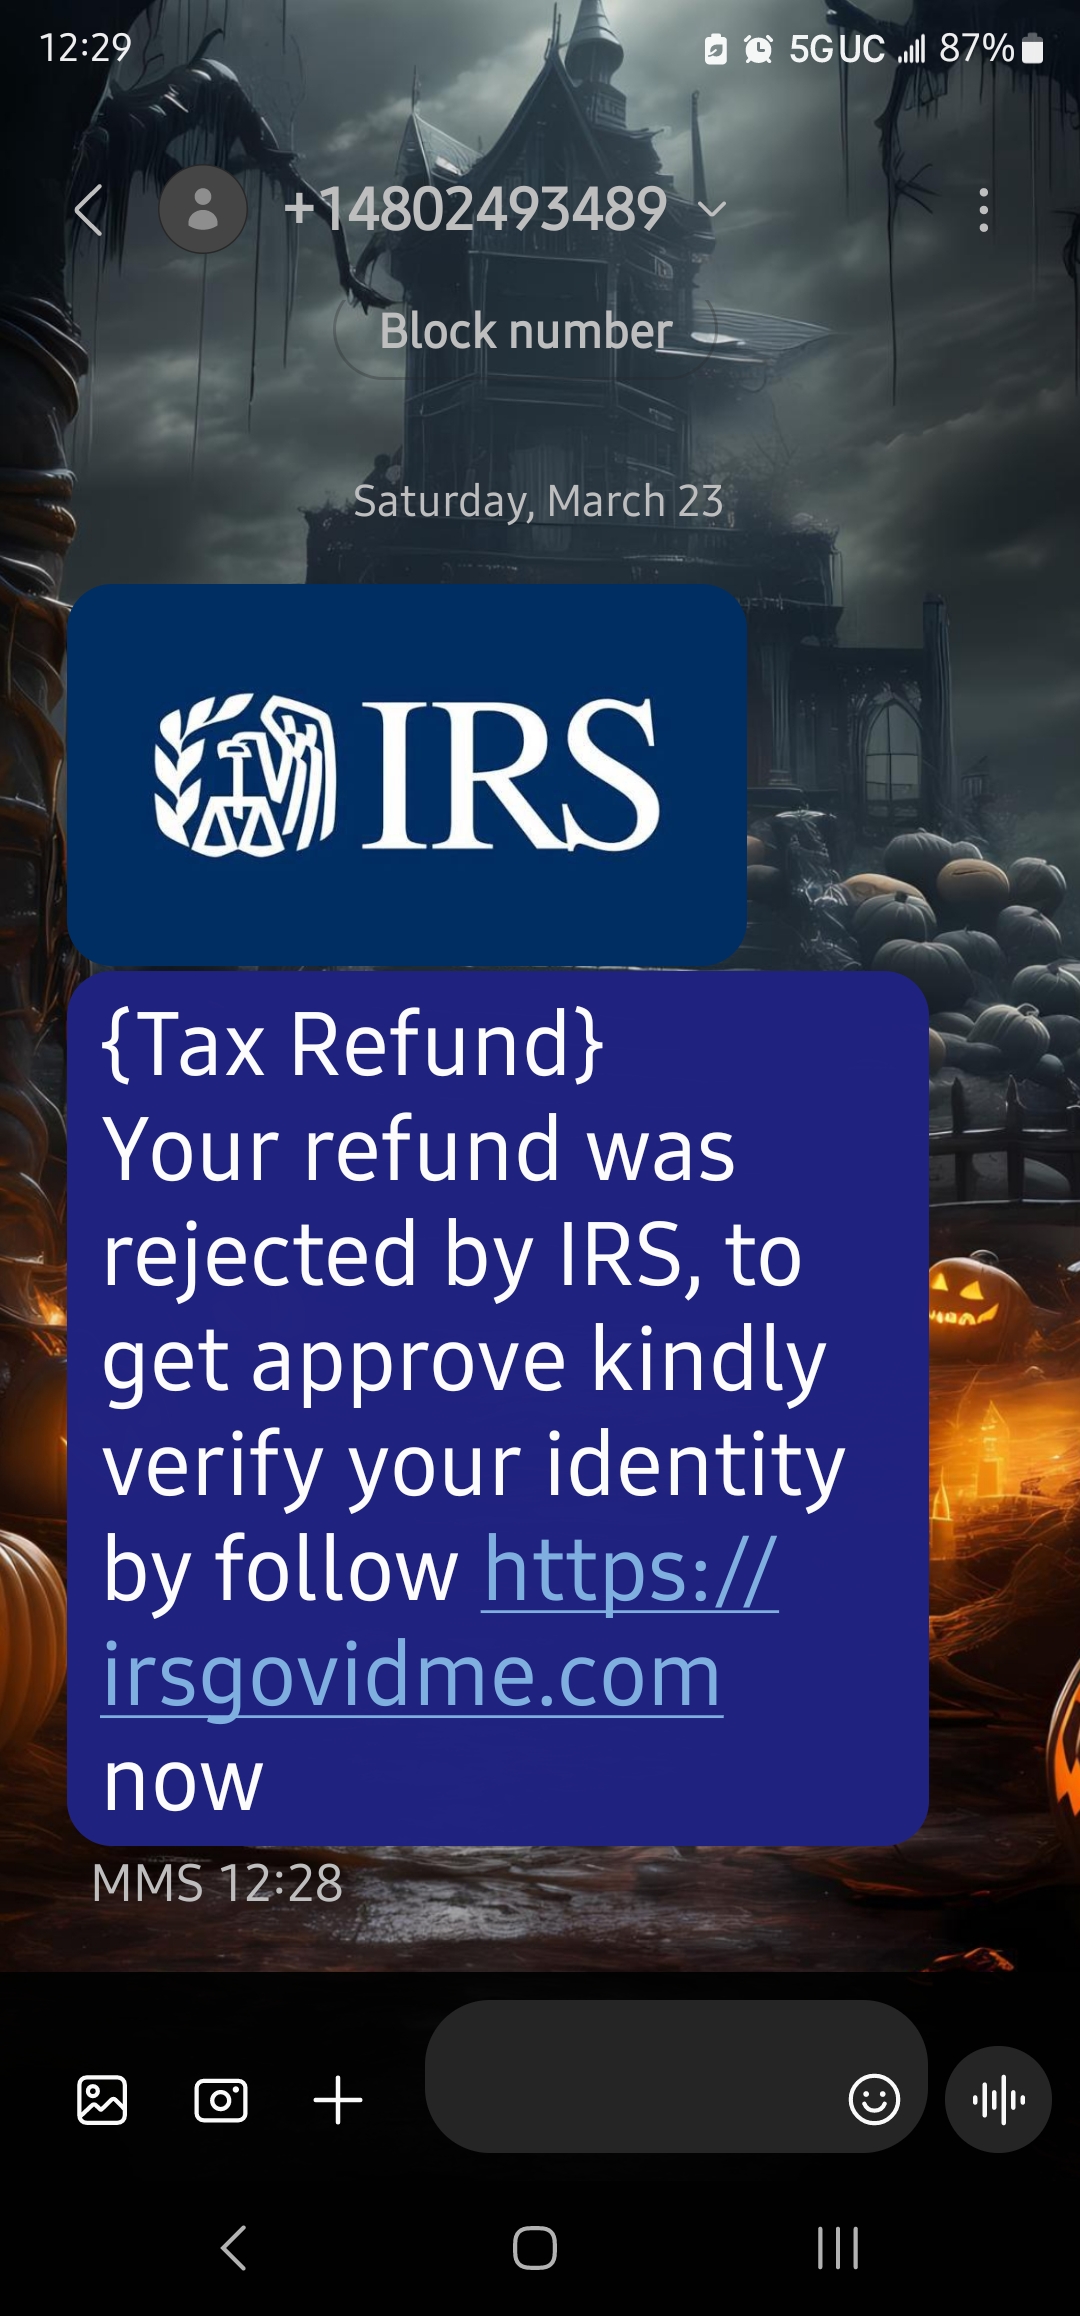 12:29 5G UC 87%
+14802493489
Block number
Saturday, March 23
IRS
{Tax Refund}
Your refund was
rejected by IRS, to
get approve kindly
verify your identity
by follow https://
irsgovidme.com
now
MMS 12:28